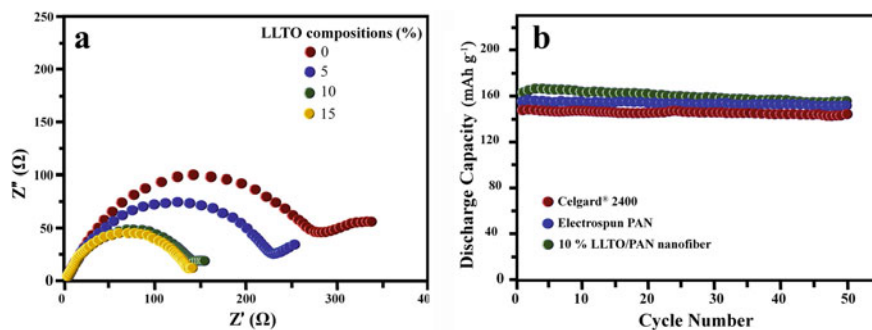 a
LLTO compositions (%)
0
5
10
15
250
200
150
100
50
0
Z'' (Ω)
0
100
200
300
40
Z' (Ω)
b
200
160
120
80
40
0
Discharge Capacity (mAh g⁻¹)
Celgard® 2400
Electrospun PAN
10 % LLTO/PAN nanofiber
0
10
20
30
40
50
Cycle Number